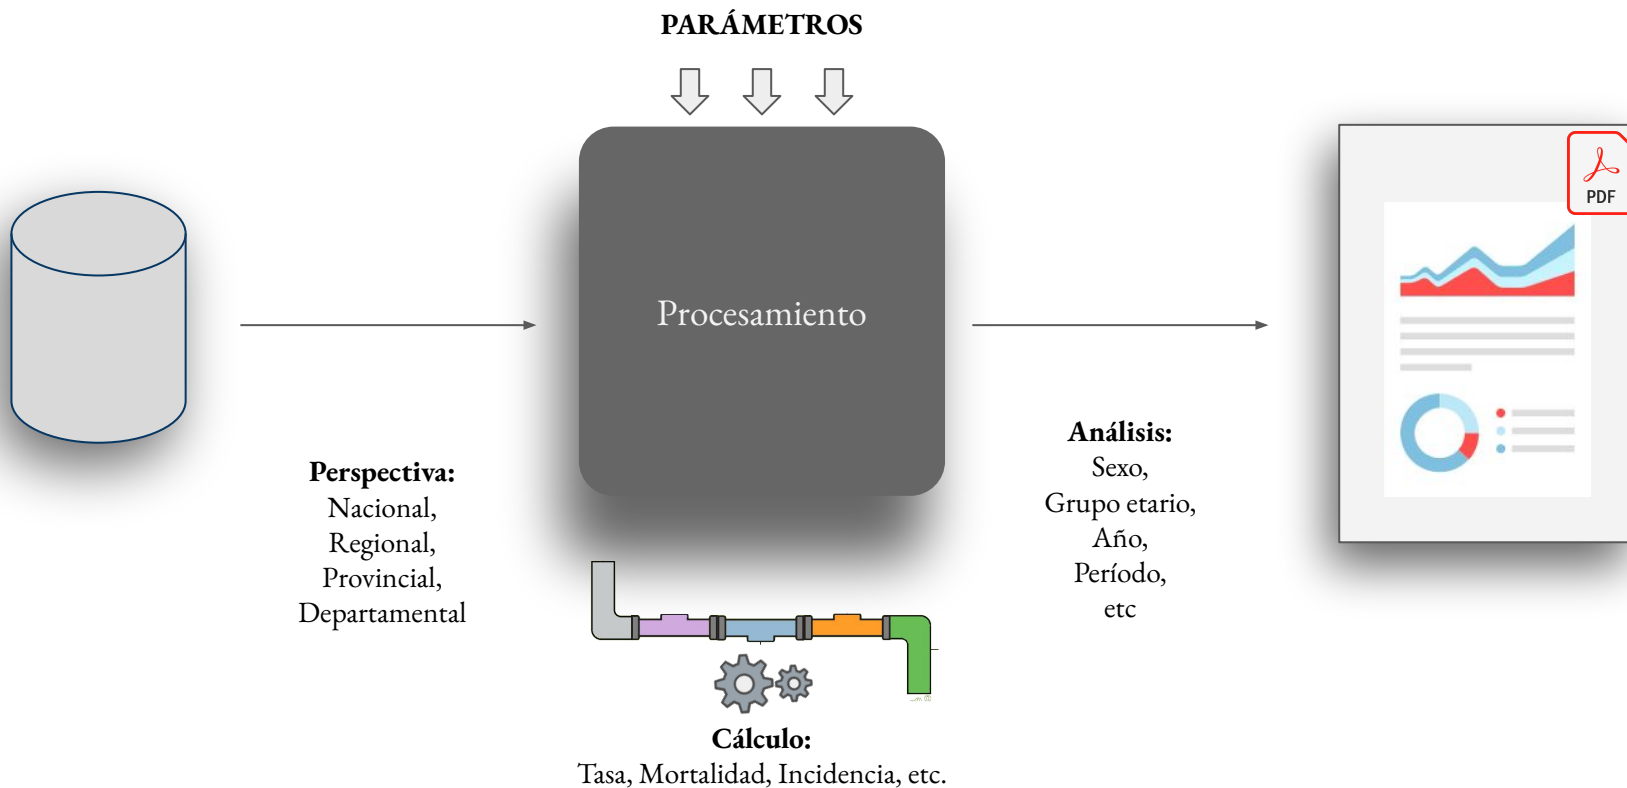 PARÁMETROS
PDF
Procesamiento
Perspectiva:
Nacional,
Regional,
Provincial,
Departamental
Análisis:
Sexo,
Grupo etario,
Año,
Período,
etc
Cálculo:
Tasa, Mortalidad, Incidencia, etc.